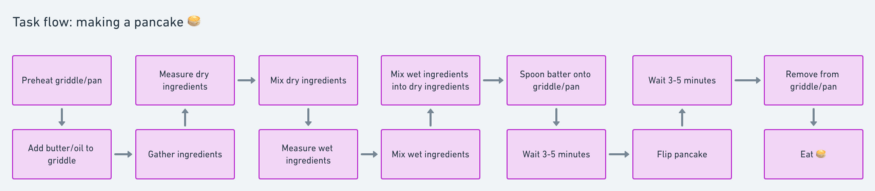 Task flow: making a pancake 🥞
Preheat griddle/pan
Add butter/oil to
griddle
Gather ingredients
Measure dry
ingredients
Mix dry ingredients
Measure wet
ingredients
Mix wet ingredients
Mix wet ingredients
into dry ingredients
Spoon batter onto
griddle/pan
Wait 3-5 minutes
Flip pancake
Wait 3-5 minutes
Remove from
griddle/pan
Eat 🥞